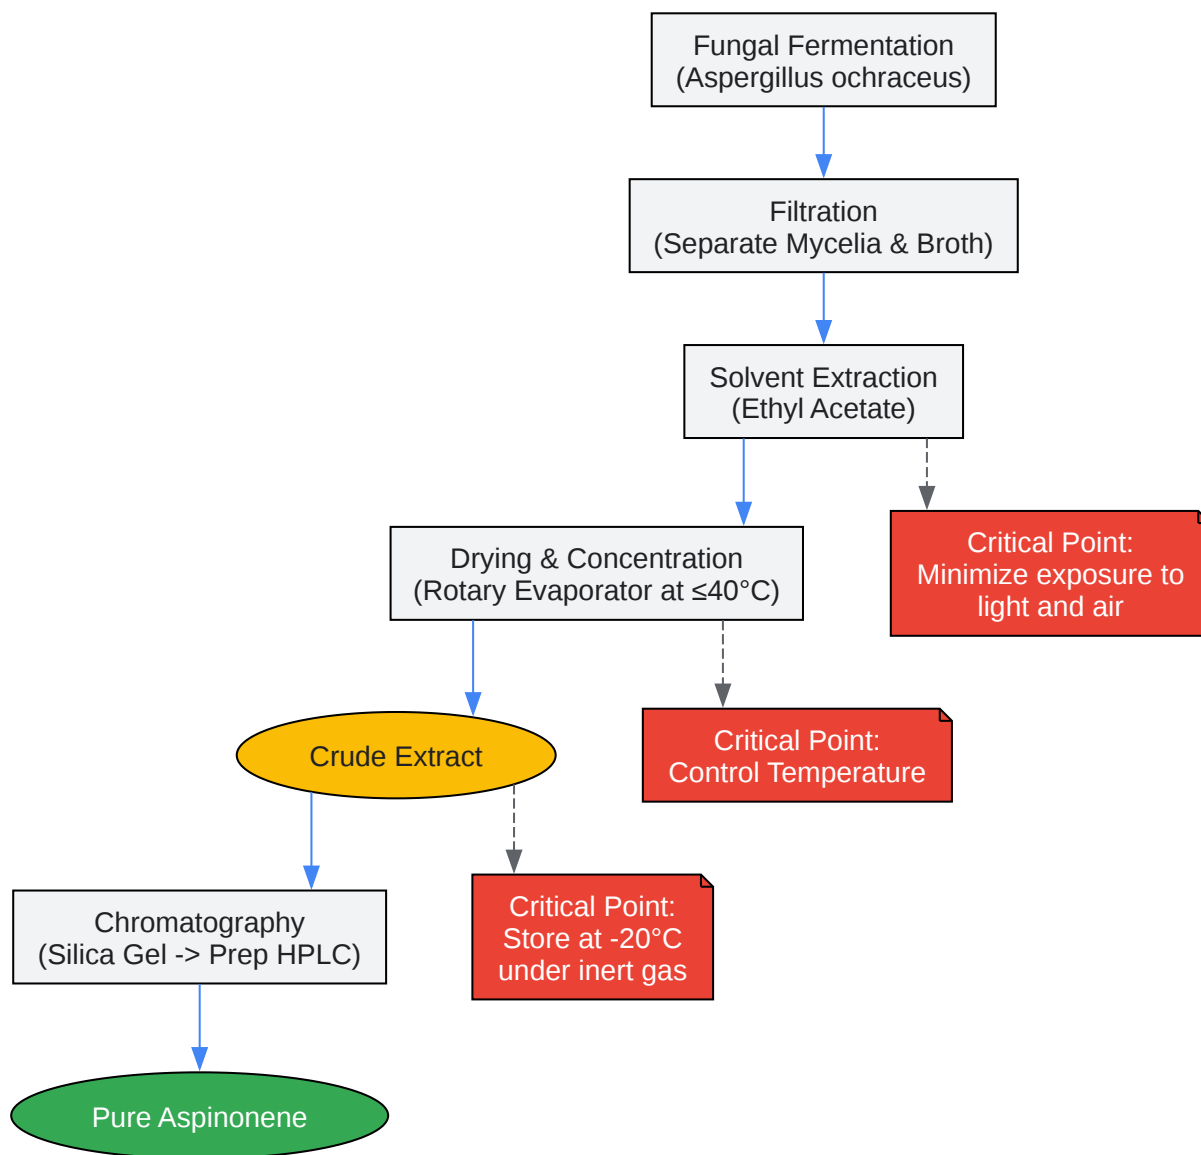 Fungal Fermentation
(Aspergillus ochraceus)
Filtration
(Separate Mycelia & Broth)
Solvent Extraction
(Ethyl Acetate)
Drying & Concentration
(Rotary Evaporator at ≤40°C)
Critical Point:
Minimize exposure to
light and air
Crude Extract
Critical Point:
Control Temperature
Chromatography
(Silica Gel -> Prep HPLC)
Critical Point:
Store at -20°C
under inert gas
Pure Aspinonene